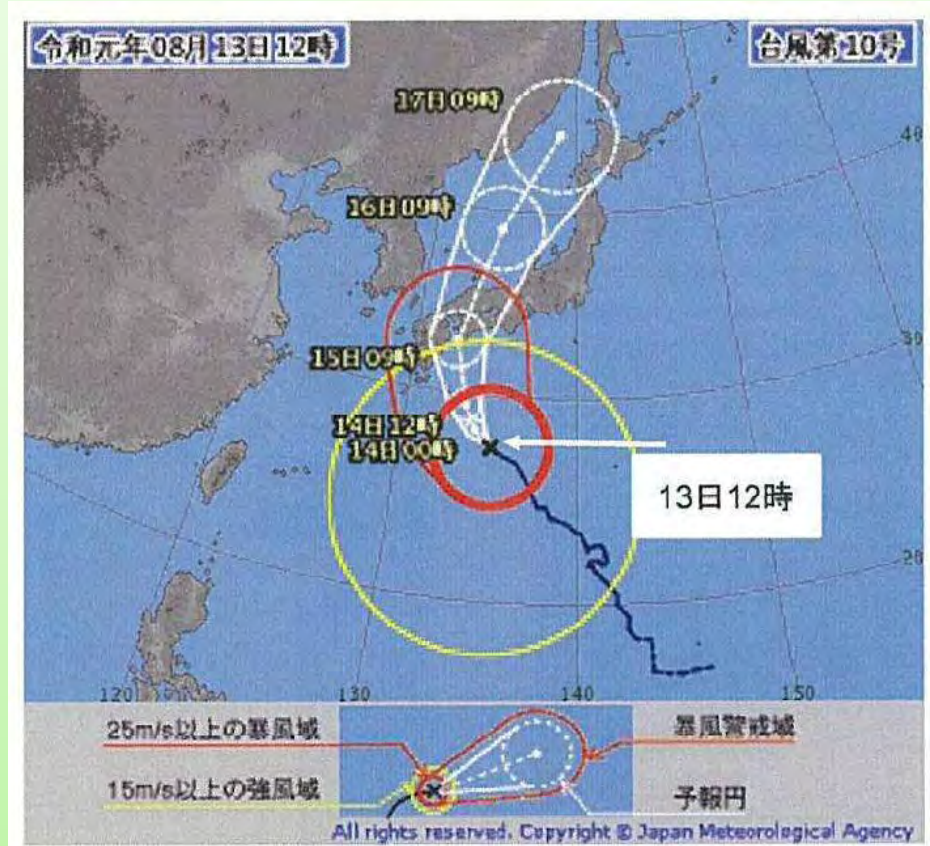 令和元年08月13日12時
台風第10号
17日09時
40
16日09時
30
15日09時
14日12時
14日00時
13日12時
20
120
130
140
150
25m/s以上の暴風域
暴風警戒域
15m/s以上の強風域
予報円
All rights reserved. Copyright © Japan Meteorological Agency